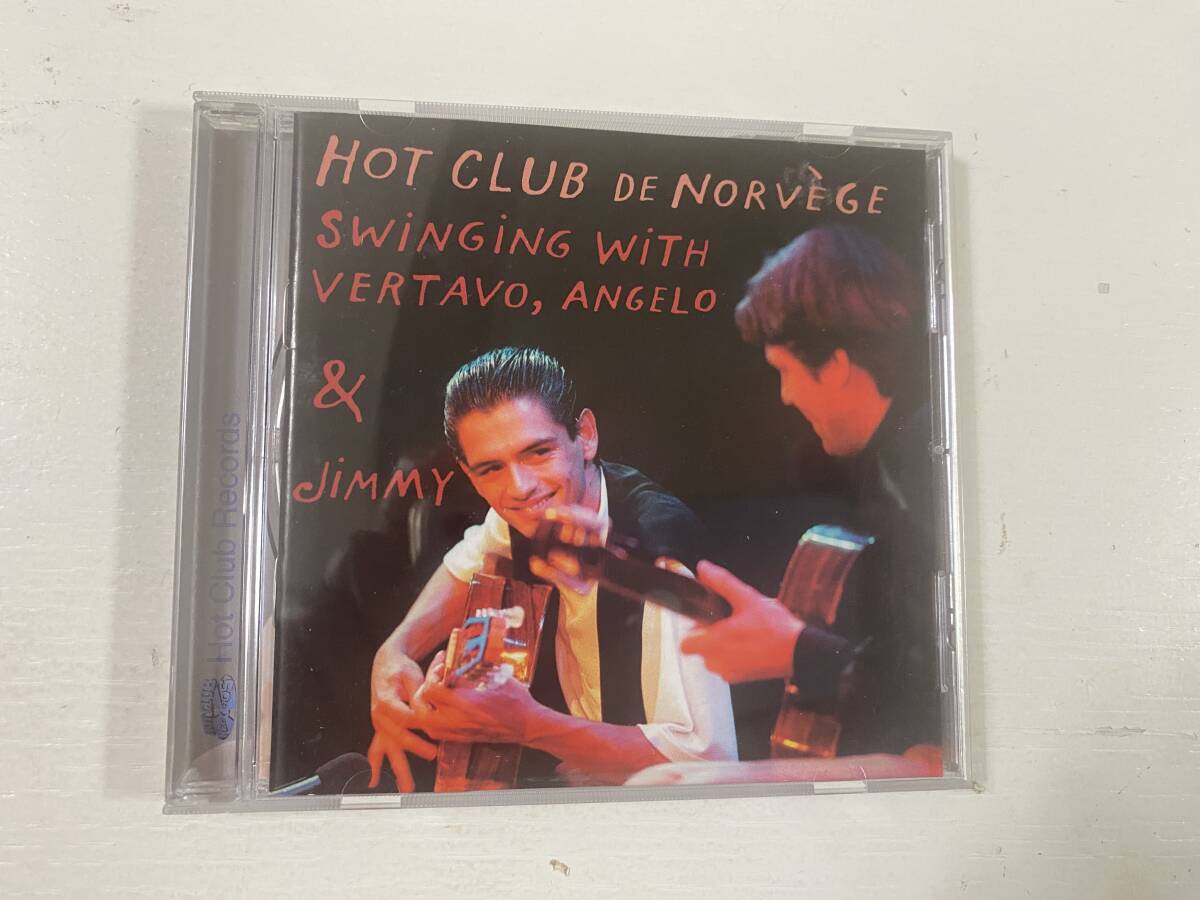 HOT CLUB DE NORVÈGE
SWiNGiNG WiTH
VERTAVO, ANGELO
&
JiMMY
Hot Club Records